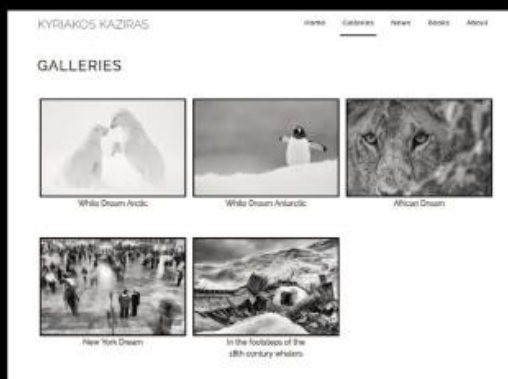 KYRIAKOS KAZIRAS
Home Galleries News Books About
GALLERIES
White Dream Arctic
White Dream Antarctic
African Dream
New York Dream
In the footsteps of the
18th century whalers